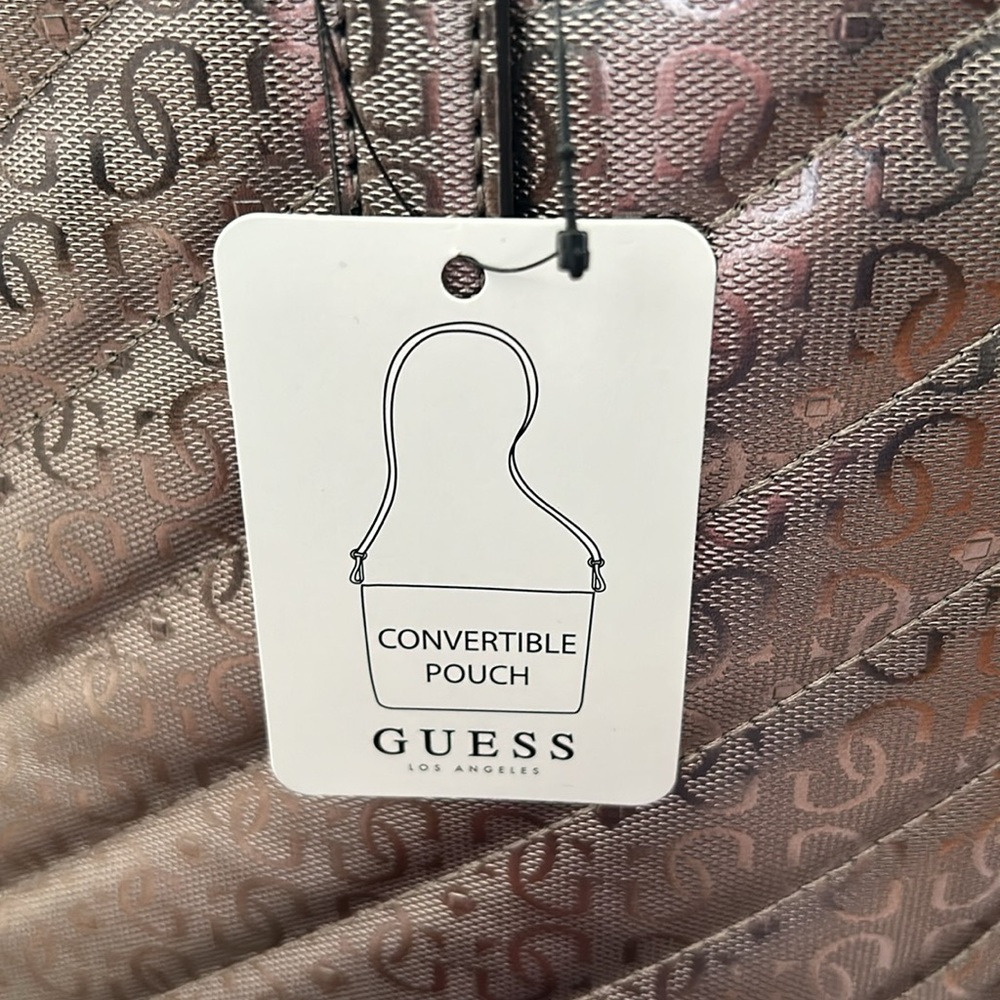 CONVERTIBLE
POUCH
GUESS
LOS ANGELES